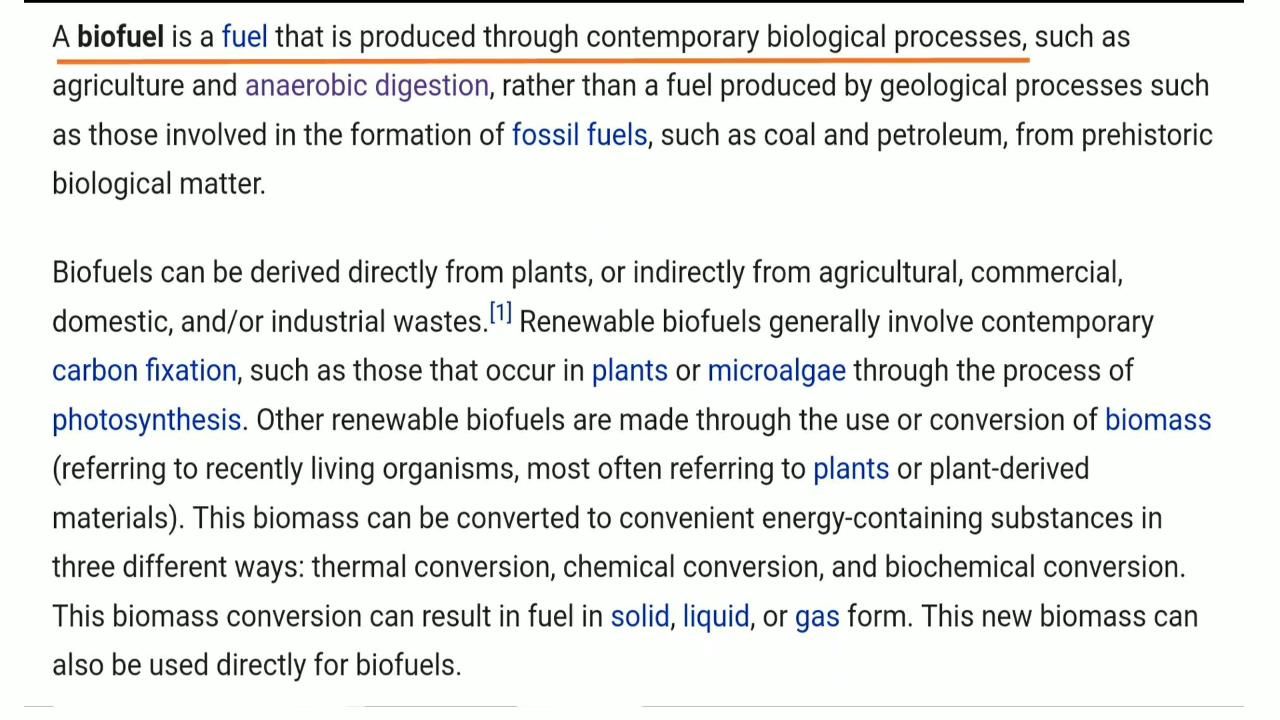 A biofuel is a fuel that is produced through contemporary biological processes, such as
agriculture and anaerobic digestion, rather than a fuel produced by geological processes such
as those involved in the formation of fossil fuels, such as coal and petroleum, from prehistoric
biological matter.
Biofuels can be derived directly from plants, or indirectly from agricultural, commercial,
domestic, and/or industrial wastes.[1] Renewable biofuels generally involve contemporary
carbon fixation, such as those that occur in plants or microalgae through the process of
photosynthesis. Other renewable biofuels are made through the use or conversion of biomass
(referring to recently living organisms, most often referring to plants or plant-derived
materials). This biomass can be converted to convenient energy-containing substances in
three different ways: thermal conversion, chemical conversion, and biochemical conversion.
This biomass conversion can result in fuel in solid, liquid, or gas form. This new biomass can
also be used directly for biofuels.